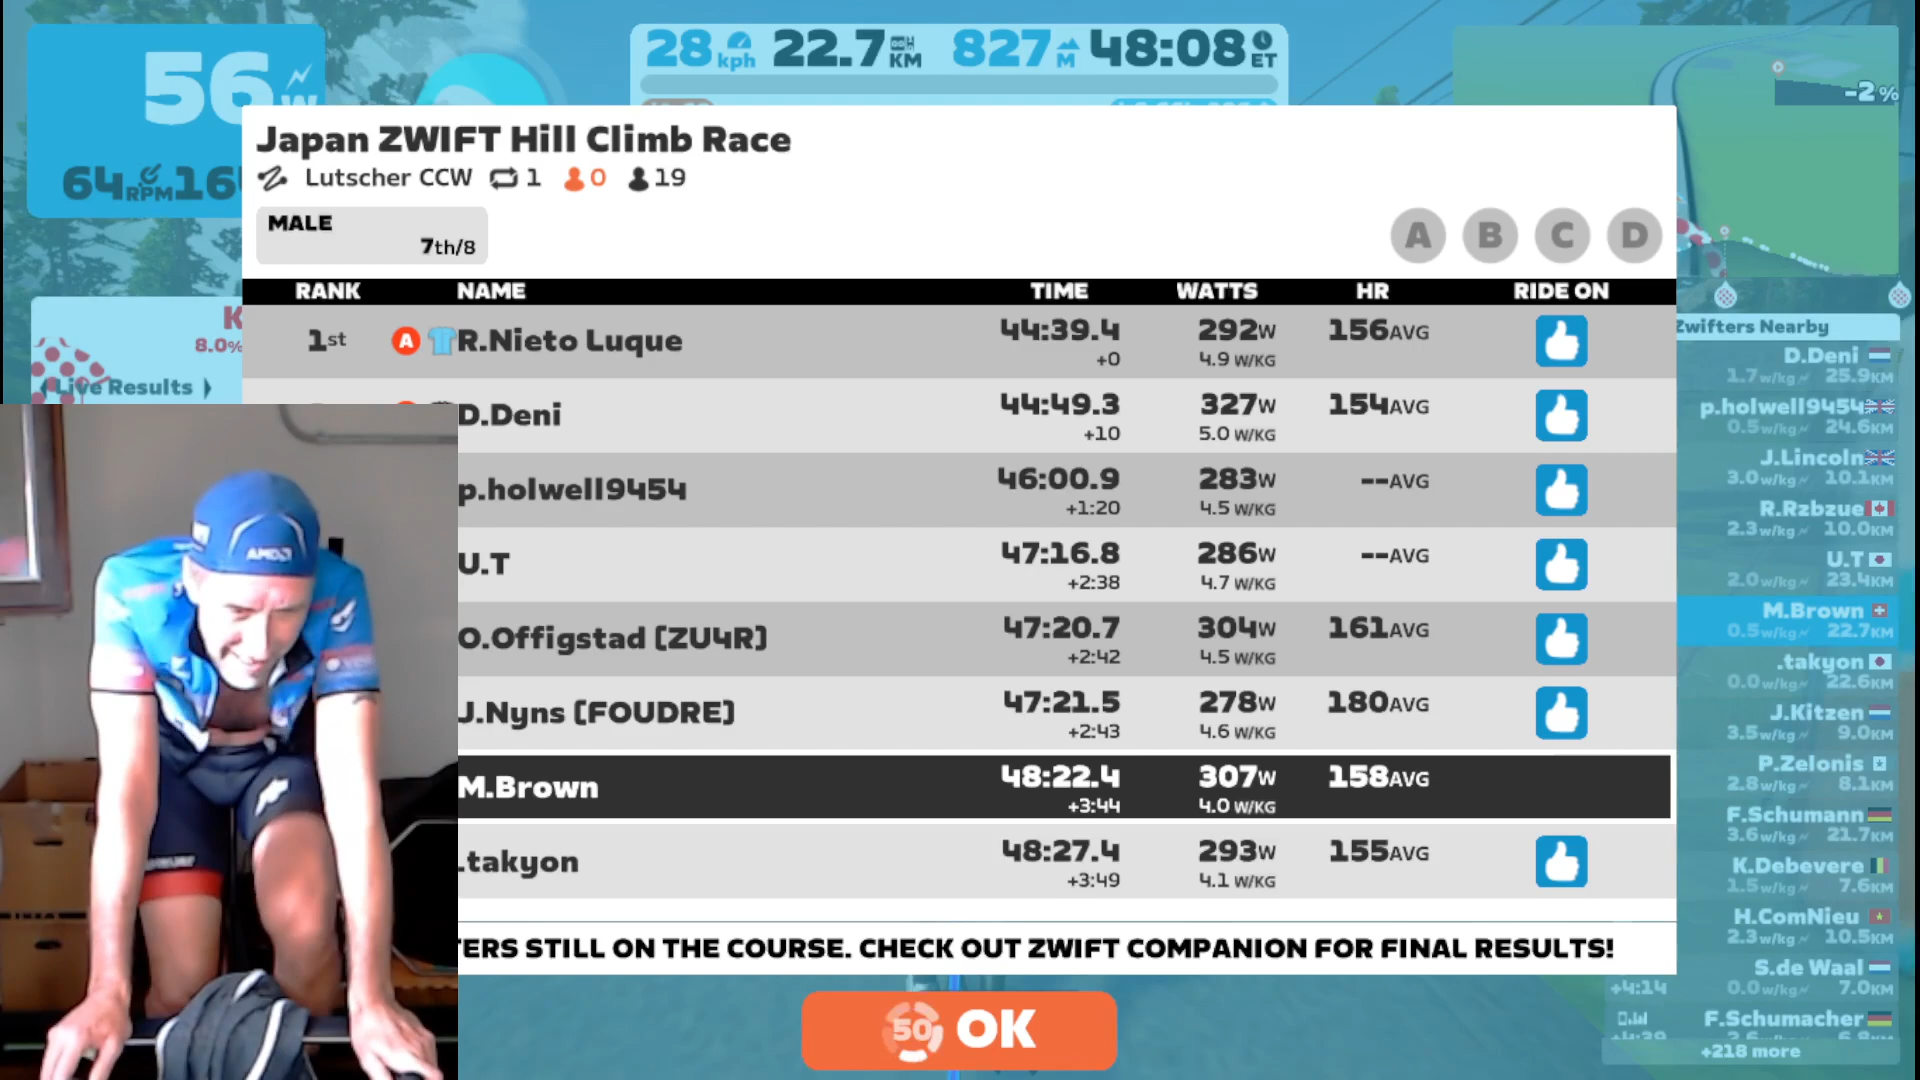 56W
64RPM 16
28 kph 22.7 KM 827 M 48:08 ET
-2%
Japan ZWIFT Hill Climb Race
Lutscher CCW 1 0 19
MALE
7th/8
A B C D
RANK NAME TIME WATTS HR RIDE ON
1st A R.Nieto Luque 44:39.4 292W 156AVG
+0 4.9 W/KG
D.Deni 44:49.3 327W 154AVG
+10 5.0 W/KG
p.holwell9454 46:00.9 283W --AVG
+1:20 4.5 W/KG
U.T 47:16.8 286W --AVG
+2:38 4.7 W/KG
O.Offigstad [ZU4R] 47:20.7 304W 161AVG
+2:42 4.5 W/KG
J.Nyns (FOUDRE) 47:21.5 278W 180AVG
+2:43 4.6 W/KG
M.Brown 48:22.4 307W 158AVG
+3:44 4.0 W/KG
.takyon 48:27.4 293W 155AVG
+3:49 4.1 W/KG
TERS STILL ON THE COURSE. CHECK OUT ZWIFT COMPANION FOR FINAL RESULTS!
50 OK
K
8.0%
Live Results
Zwifters Nearby
D.Deni
1.7w/kg 25.9KM
p.holwell9454
0.5w/kg 24.6KM
J.Lincoln
3.0w/kg 10.1KM
R.Rzbzue
2.3w/kg 10.0KM
U.T
2.0w/kg 23.4KM
M.Brown
0.5w/kg 22.7KM
.takyon
0.0w/kg 22.6KM
J.Kitzen
3.5w/kg 9.0KM
P.Zelonis
2.8w/kg 8.1KM
F.Schumann
3.6w/kg 21.7KM
K.Debevere
1.5w/kg 7.6KM
H.ComNieu
2.3w/kg 10.5KM
S.de Waal
+4:14 0.0w/kg 7.0KM
F.Schumacher
+218 more